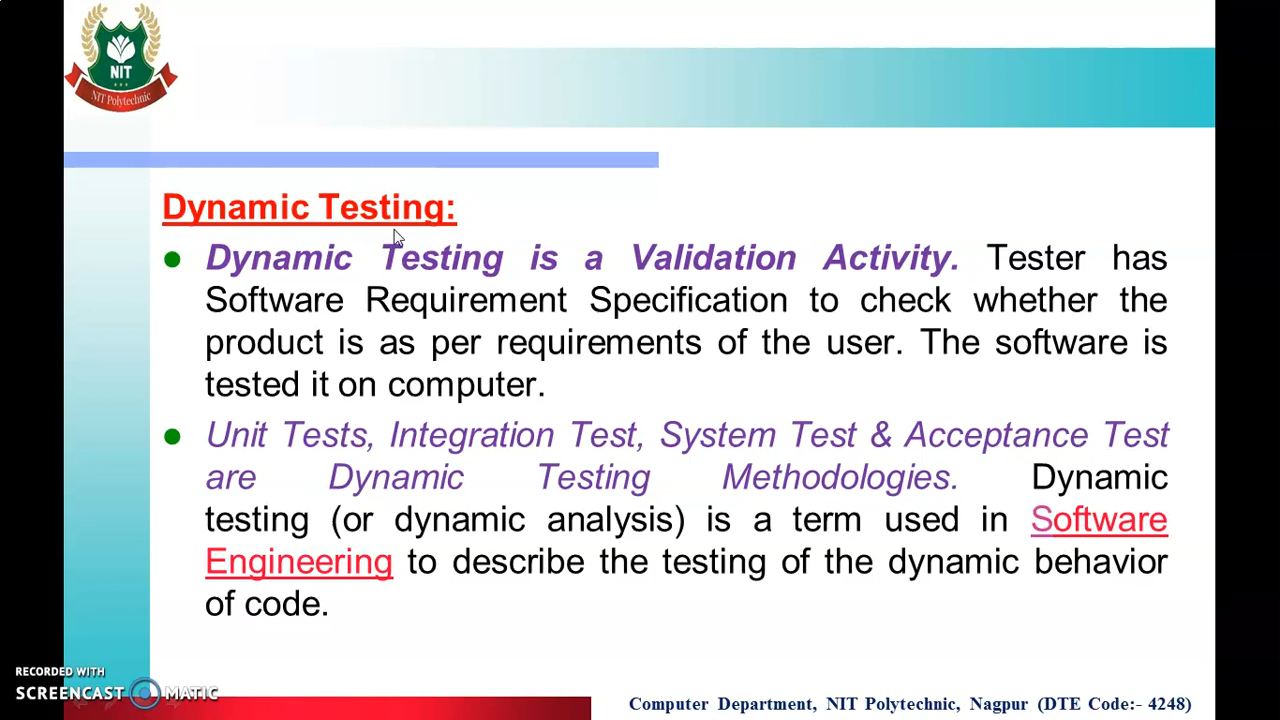 NIT
NIT Polytechnic
Dynamic Testing:
Dynamic Testing is a Validation Activity. Tester has
Software Requirement Specification to check whether the
product is as per requirements of the user. The software is
tested it on computer.
Unit Tests, Integration Test, System Test & Acceptance Test
are Dynamic Testing Methodologies. Dynamic
testing (or dynamic analysis) is a term used in Software
Engineering to describe the testing of the dynamic behavior
of code.
RECORDED WITH
SCREENCAST MATIC
Computer Department, NIT Polytechnic, Nagpur (DTE Code:- 4248)